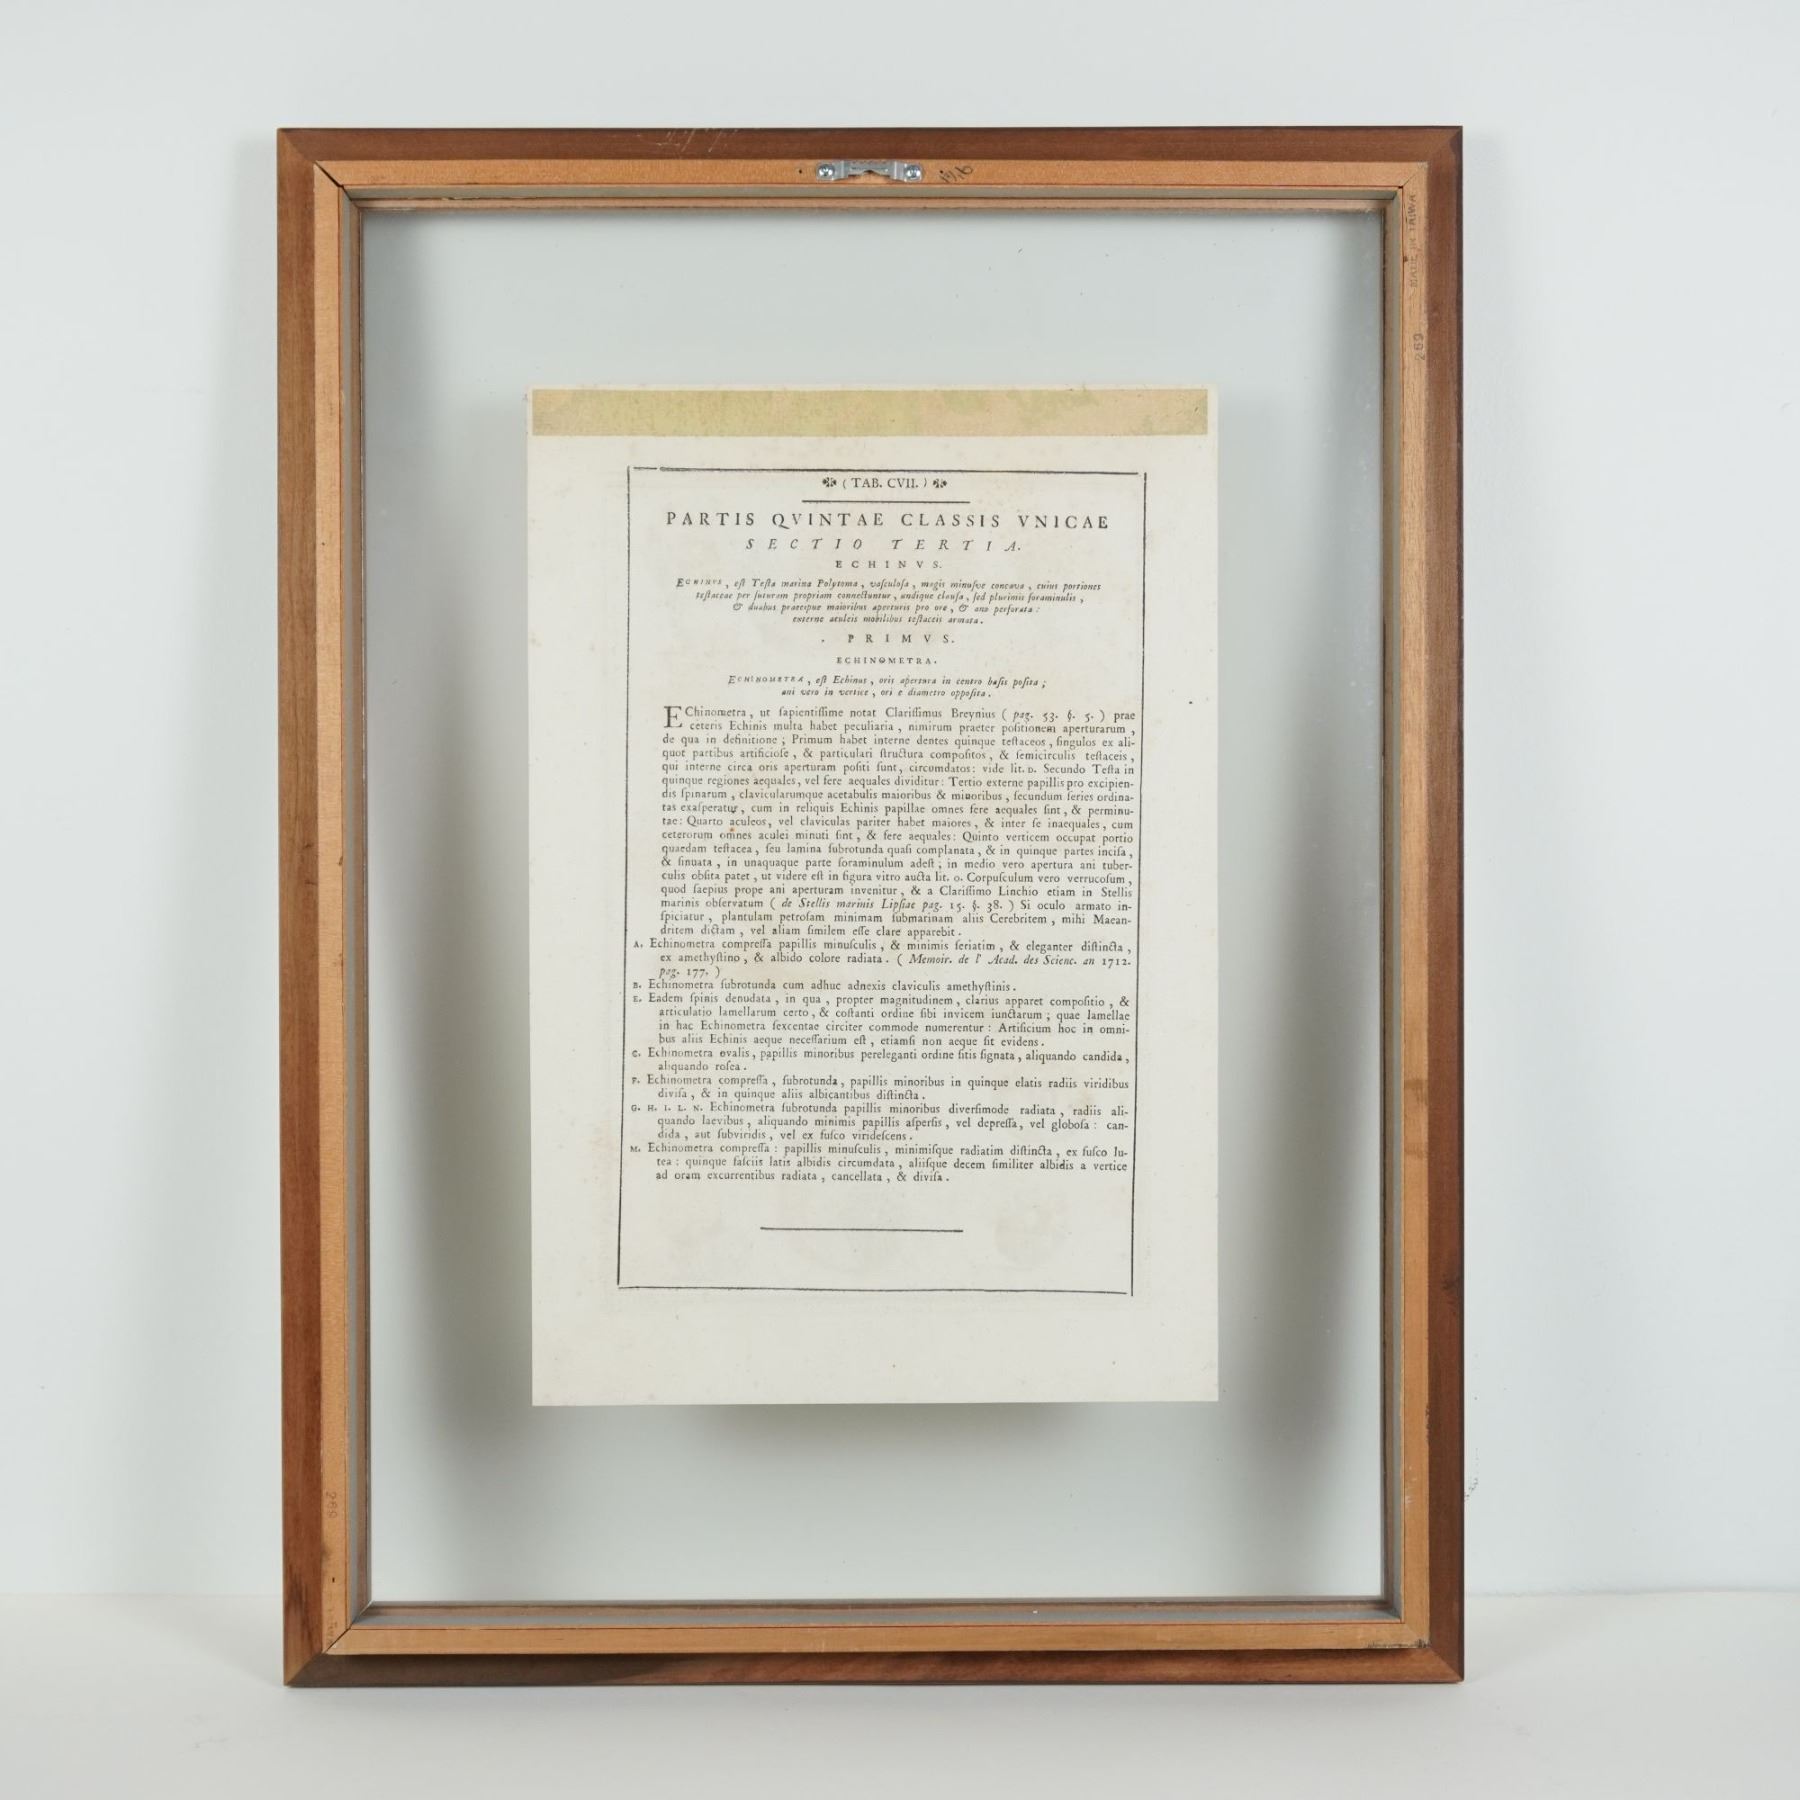 MADE IN TAIWA
289
( TAB. CVII. )
PARTIS QVINTAE CLASSIS VNICAE
SECTIO TERTIA.
ECHINVS.
ECHINVS, eſt Teſta marina Polytoma, vaſculoſa, magis minuſve concava, cuius portiones
teſtaceae per ſuturam propriam connectuntur, undique clauſa, ſed plurimis foraminulis,
& duabus praecipue maioribus aperturis pro ore, & ano perforata:
externe aculeis mobilibus teſtaceis armata.
PRIMVS.
ECHINOMETRA.
ECHINOMETRA, eſt Echinus, oris apertura in centro baſis poſita;
ani vero in vertice, ori e diametro oppoſita.
EChinometra, ut ſapientiſſime notat Clariſſimus Breynius ( pag. 53. §. 5. ) prae
ceteris Echinis multa habet peculiaria, nimirum praeter poſitionem aperturarum,
de qua in definitione; Primum habet interne dentes quinque teſtaceos, ſingulos ex ali-
quot partibus artificioſe, & particulari ſtructura compoſitos, & ſemicirculis teſtaceis,
qui interne circa oris aperturam poſiti ſunt, circumdatos: vide lit. D. Secundo Teſta in
quinque regiones aequales, vel fere aequales dividitur: Tertio externe papillis pro excipien-
dis ſpinarum, clavicularumque acetabulis maioribus & minoribus, ſecundum ſeries ordina-
tas exaſperatur, cum in reliquis Echinis papillae omnes fere aequales ſint, & perminu-
tae: Quarto aculeos, vel claviculas pariter habet maiores, & inter ſe inaequales, cum
ceterorum omnes aculei minuti ſint, & fere aequales: Quinto verticem occupat portio
quaedam teſtacea, ſeu lamina ſubrotunda quaſi complanata, & in quinque partes inciſa,
& ſinuata, in unaquaque parte foraminulum adeſt; in medio vero apertura ani tuber-
culis obſita patet, ut videre eſt in figura vitro aucta lit. O. Corpuſculum vero verrucoſum,
quod ſaepius prope ani aperturam invenitur, & a Clariſſimo Linchio etiam in Stellis
marinis obſervatum ( de Stellis marinis Lipſiae pag. 15. §. 38. ) Si oculo armato in-
ſpiciatur, plantulam petroſam minimam ſubmarinam aliis Cerebritem, mihi Maean-
dritem dictam, vel aliam ſimilem eſſe clare apparebit.
A. Echinometra compreſſa papillis minuſculis, & minimis ſeriatim, & eleganter diſtincta,
ex amethyſtino, & albido colore radiata. ( Memoir. de l' Acad. des Scienc. an 1712.
pag. 177. )
B. Echinometra ſubrotunda cum adhuc adnexis claviculis amethyſtinis.
E. Eadem ſpinis denudata, in qua, propter magnitudinem, clarius apparet compoſitio, &
articulatio lamellarum certo, & coſtanti ordine ſibi invicem iunctarum; quae lamellae
in hac Echinometra ſexcentae circiter commode numerentur: Artificium hoc in omni-
bus aliis Echinis aeque neceſſarium eſt, etiamſi non aeque ſit evidens.
C. Echinometra ovalis, papillis minoribus pereleganti ordine ſitis ſignata, aliquando candida,
aliquando roſea.
F. Echinometra compreſſa, ſubrotunda, papillis minoribus in quinque elatis radiis viridibus
diviſa, & in quinque aliis albicantibus diſtincta.
G. H. I. L. N. Echinometra ſubrotunda papillis minoribus diverſimode radiata, radiis ali-
quando laevibus, aliquando minimis papillis aſperſis, vel depreſſa, vel globoſa: can-
dida, aut ſubviridis, vel ex fuſco virideſcens.
M. Echinometra compreſſa: papillis minuſculis, minimiſque radiatim diſtincta, ex fuſco lu-
tea: quinque faſciis latis albidis circumdata, aliiſque decem ſimiliter albidis a vertice
ad oram excurrentibus radiata, cancellata, & diviſa.
289